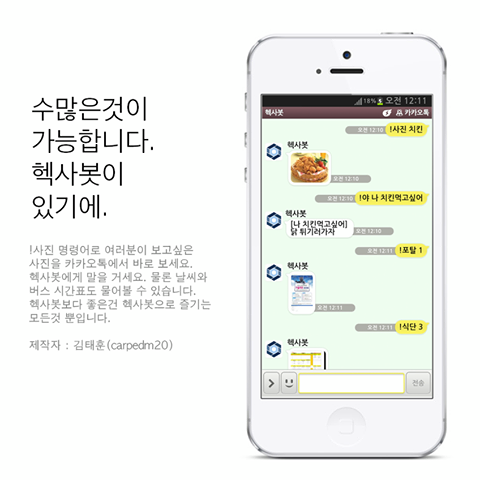 수많은것이
가능합니다.
헥사봇이
있기에.
!사진 명령어로 여러분이 보고싶은
사진을 카카오톡에서 바로 보세요.
헥사봇에게 말을 거세요. 물론 날씨와
버스 시간표도 물어볼 수 있습니다.
헥사봇보다 좋은건 헥사봇으로 즐기는
모든것 뿐입니다.
제작자 : 김태훈(carpedm20)
18% 오전 12:11
헥사봇 카카오톡
오전 12:10 !사진 치킨
헥사봇
오전 12:10
오전 12:10 !야 나 치킨먹고싶어
헥사봇
[나 치킨먹고싶어]
닭 튀기러가자
오전 12:10
오전 12:11 !포탈 1
헥사봇
오전 12:11
오전 12:11 !식단 3
헥사봇
전송